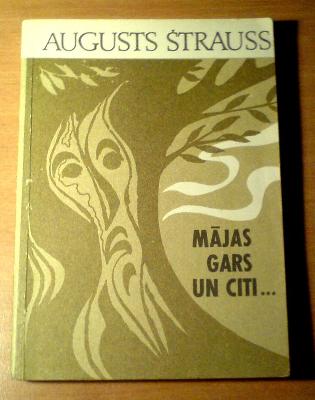 AUGUSTS ŠTRAUSS
MĀJAS
GARS
UN CITI...